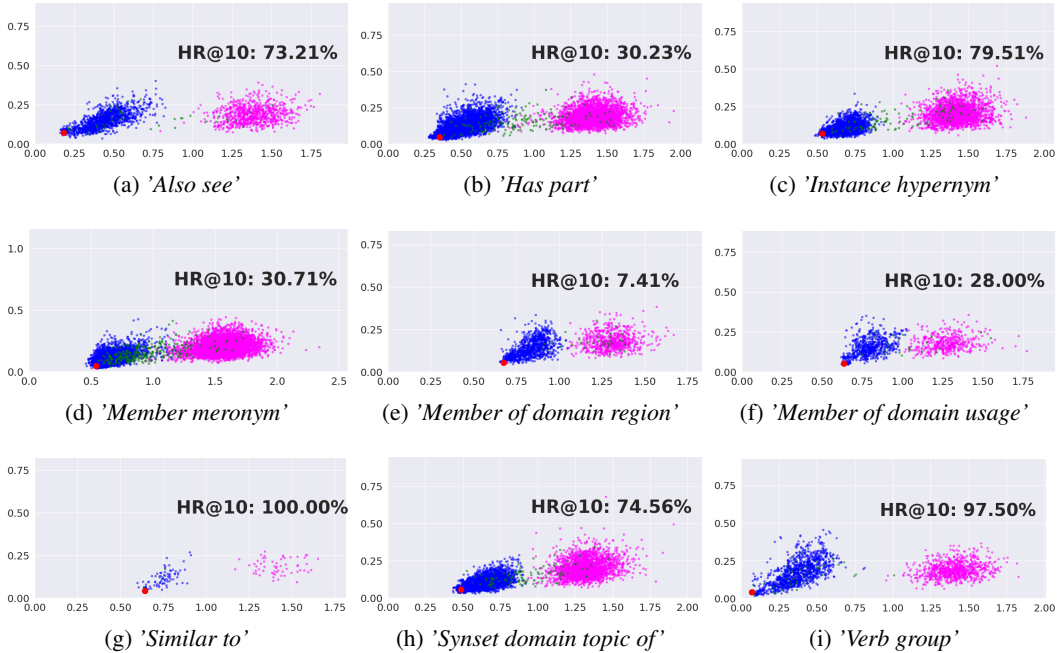 HR@10: 73.21%
0.75
0.50
0.25
0.00
0.00 0.25 0.50 0.75 1.00 1.25 1.50 1.75
(a) 'Also see'
HR@10: 30.23%
0.75
0.50
0.25
0.00
0.00 0.25 0.50 0.75 1.00 1.25 1.50 1.75 2.00
(b) 'Has part'
HR@10: 79.51%
0.75
0.50
0.25
0.00
0.00 0.25 0.50 0.75 1.00 1.25 1.50 1.75 2.00
(c) 'Instance hypernym'
HR@10: 30.71%
1.0
0.5
0.0
0.0 0.5 1.0 1.5 2.0 2.5
(d) 'Member meronym'
HR@10: 7.41%
0.75
0.50
0.25
0.00
0.00 0.25 0.50 0.75 1.00 1.25 1.50 1.75
(e) 'Member of domain region'
HR@10: 28.00%
0.75
0.50
0.25
0.00
0.00 0.25 0.50 0.75 1.00 1.25 1.50 1.75
(f) 'Member of domain usage'
HR@10: 100.00%
0.75
0.50
0.25
0.00
0.00 0.25 0.50 0.75 1.00 1.25 1.50 1.75
(g) 'Similar to'
HR@10: 74.56%
0.75
0.50
0.25
0.00
0.00 0.25 0.50 0.75 1.00 1.25 1.50 1.75 2.00
(h) 'Synset domain topic of'
HR@10: 97.50%
0.75
0.50
0.25
0.00
0.00 0.25 0.50 0.75 1.00 1.25 1.50 1.75 2.00
(i) 'Verb group'